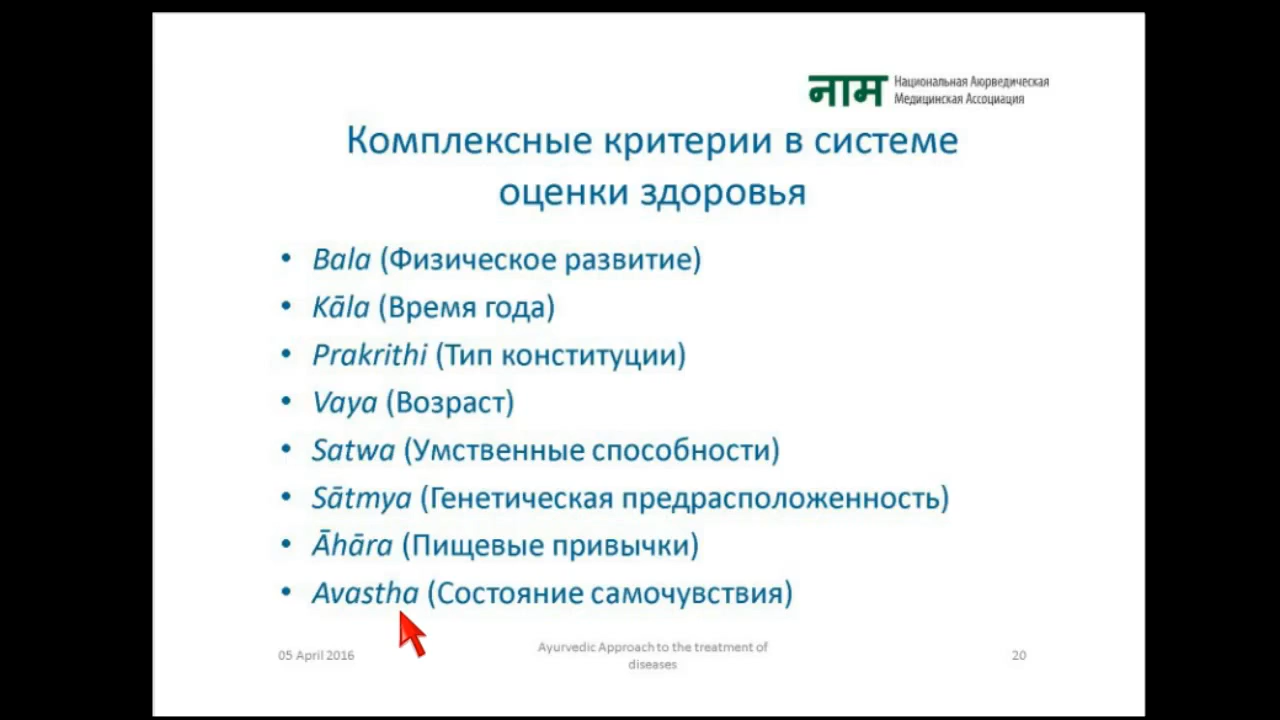 नाम Национальная Аюрведическая
Медицинская Ассоциация
Комплексные критерии в системе
оценки здоровья
• Bala (Физическое развитие)
• Kāla (Время года)
• Prakrithi (Тип конституции)
• Vaya (Возраст)
• Satwa (Умственные способности)
• Sātmya (Генетическая предрасположенность)
• Āhāra (Пищевые привычки)
• Avastha (Состояние самочувствия)
05 April 2016
Ayurvedic Approach to the treatment of
diseases
20